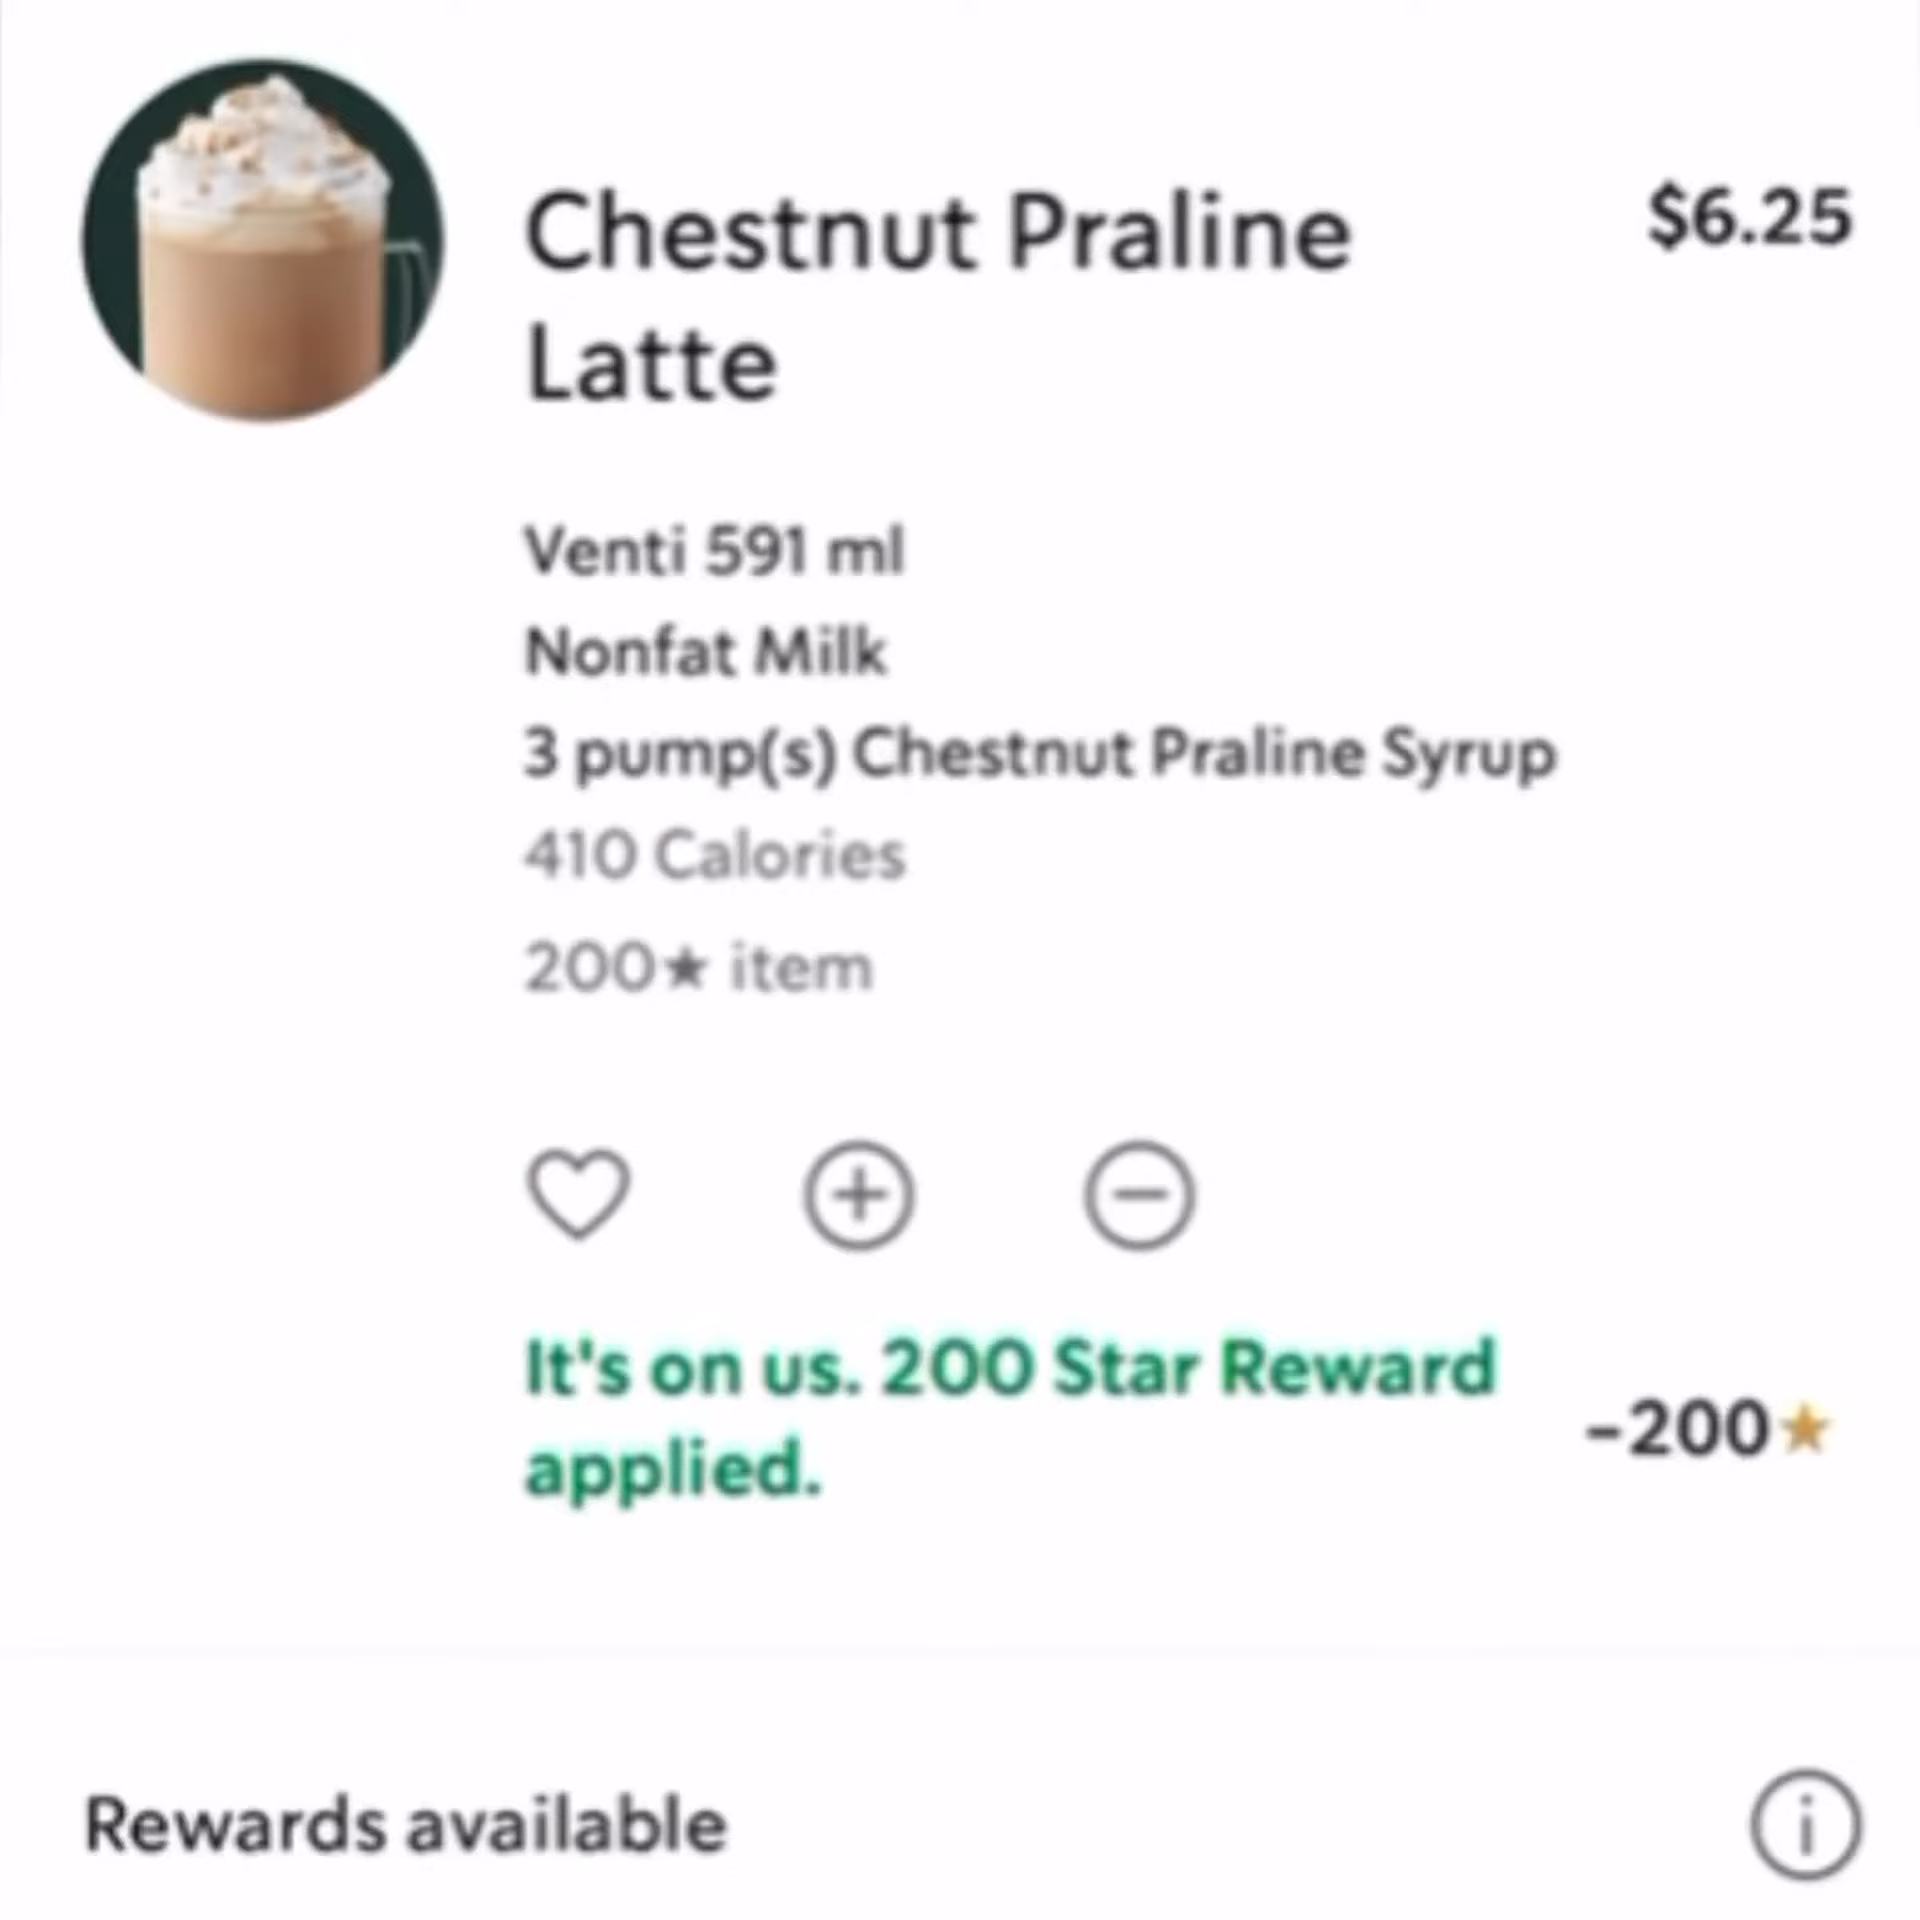 Chestnut Praline
Latte
$6.25
Venti 591 ml
Nonfat Milk
3 pump(s) Chestnut Praline Syrup
410 Calories
200★ item
It's on us. 200 Star Reward
applied.
-200★
Rewards available